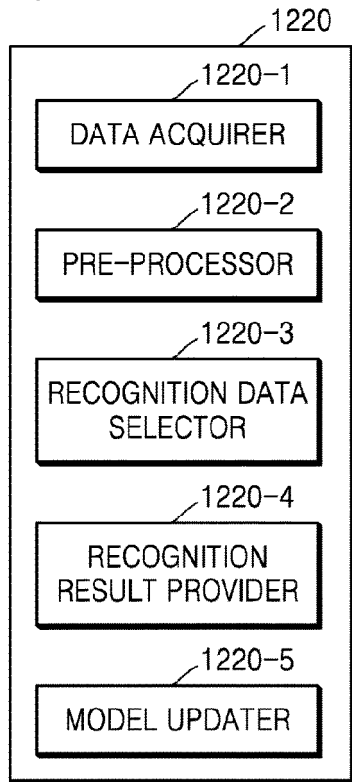 1220
1220-1
DATA ACQUIRER
1220-2
PRE-PROCESSOR
1220-3
RECOGNITION DATA
SELECTOR
1220-4
RECOGNITION
RESULT PROVIDER
1220-5
MODEL UPDATER